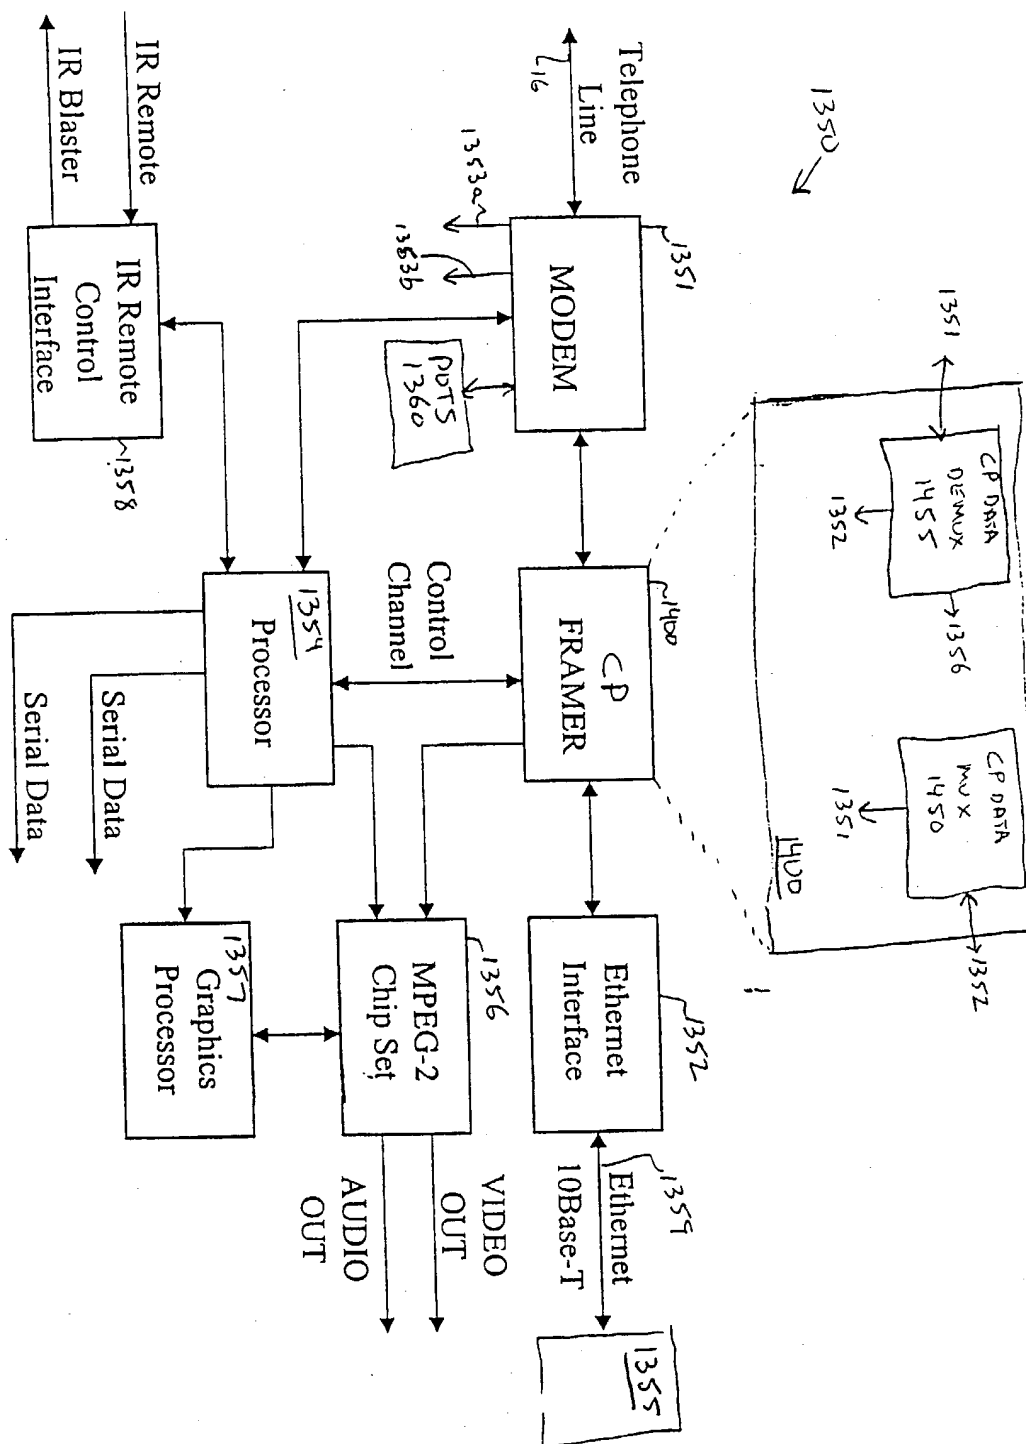 1350
1351
CP DATA
DEMUX
1455
1352
1356
CP DATA
MUX
1450
1351
1352
1400
Telephone
Line
16
1351
MODEM
1353a
1353b
POTS
1360
1400
CP
FRAMER
Ethernet
Interface
1352
1359
Ethernet
10Base-T
1355
Control
Channel
1356
MPEG-2
Chip Set
VIDEO
OUT
AUDIO
OUT
IR Remote
IR Blaster
IR Remote
Control
Interface
1358
1354
Processor
Serial Data
Serial Data
1357
Graphics
Processor